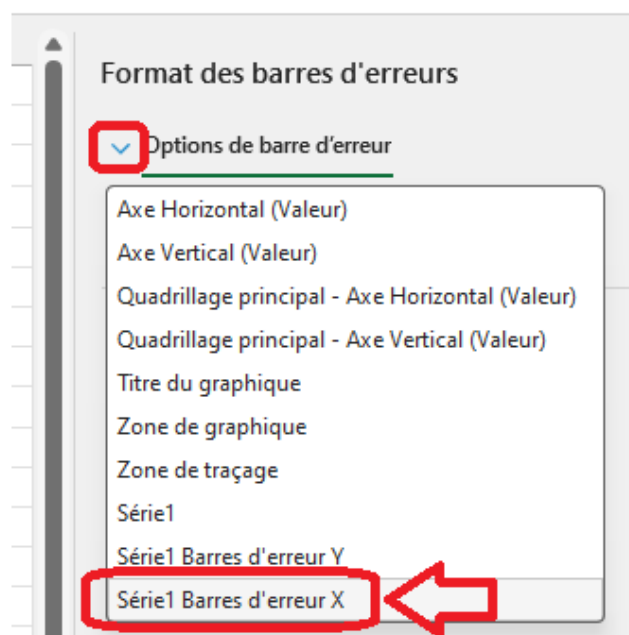 Format des barres d'erreurs
Options de barre d'erreur
Axe Horizontal (Valeur)
Axe Vertical (Valeur)
Quadrillage principal - Axe Horizontal (Valeur)
Quadrillage principal - Axe Vertical (Valeur)
Titre du graphique
Zone de graphique
Zone de traçage
Série1
Série1 Barres d'erreur Y
Série1 Barres d'erreur X